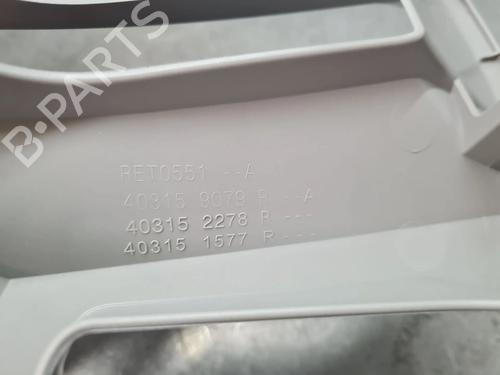 B-PARTS
RET0551 --A
40315 9079 R --A
40315 2278 R ---
40315 1577 R ---